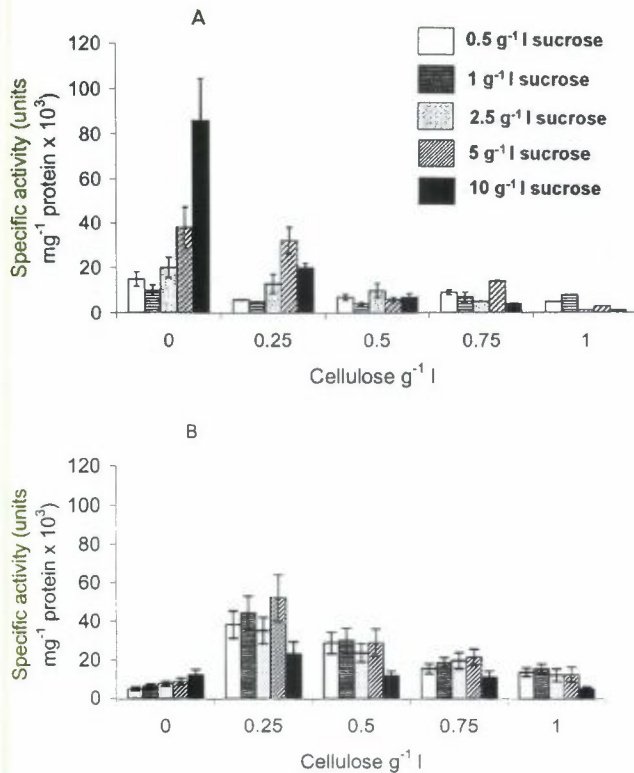 A
0.5 g⁻¹ l sucrose
1 g⁻¹ l sucrose
2.5 g⁻¹ l sucrose
5 g⁻¹ l sucrose
10 g⁻¹ l sucrose
Specific activity (units
mg⁻¹ protein x 10³)
120
100
80
60
40
20
0
0 0.25 0.5 0.75 1
Cellulose g⁻¹ l
B
Specific activity (units
mg⁻¹ protein x 10³)
120
100
80
60
40
20
0
0 0.25 0.5 0.75 1
Cellulose g⁻¹ l